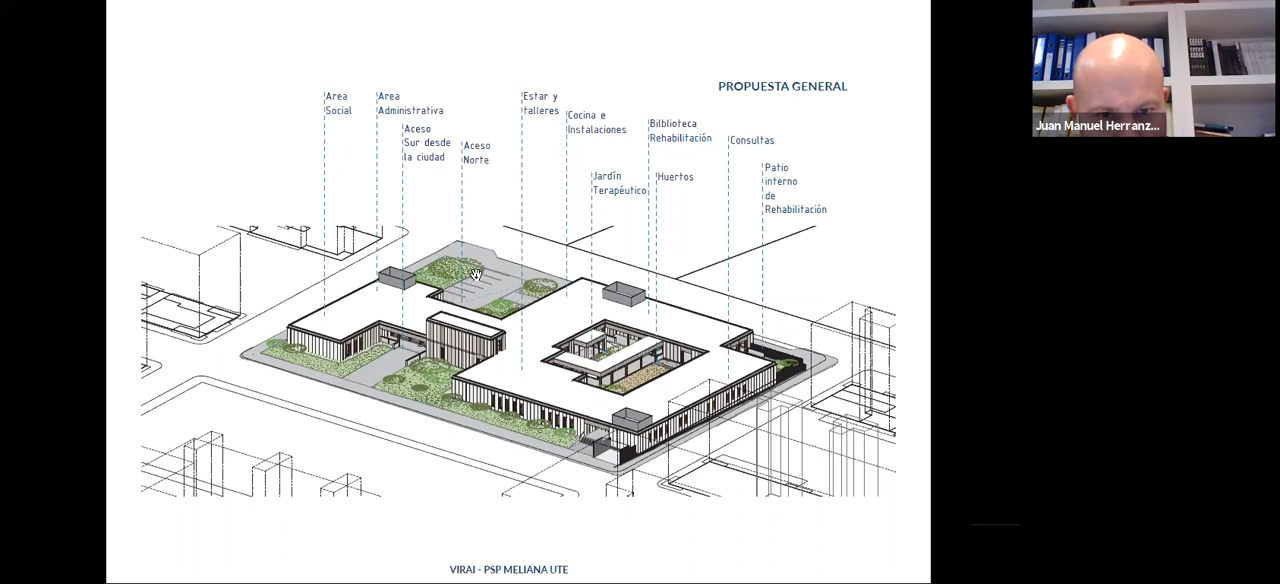 PROPUESTA GENERAL
Area
Social
Area
Administrativa
Aceso
Sur desde
la ciudad
Aceso
Norte
Estar y
talleres
Cocina e
Instalaciones
Jardín
Terapéutico
Bilblioteca
Rehabilitación
Huertos
Consultas
Patio
interno
de
Rehabilitación
VIRAI - PSP MELIANA UTE
Juan Manuel Herranz...